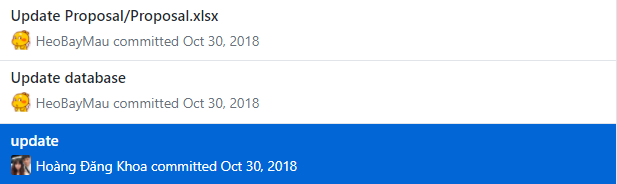 Update Proposal/Proposal.xlsx
HeoBayMau committed Oct 30, 2018
Update database
HeoBayMau committed Oct 30, 2018
update
Hoàng Đăng Khoa committed Oct 30, 2018